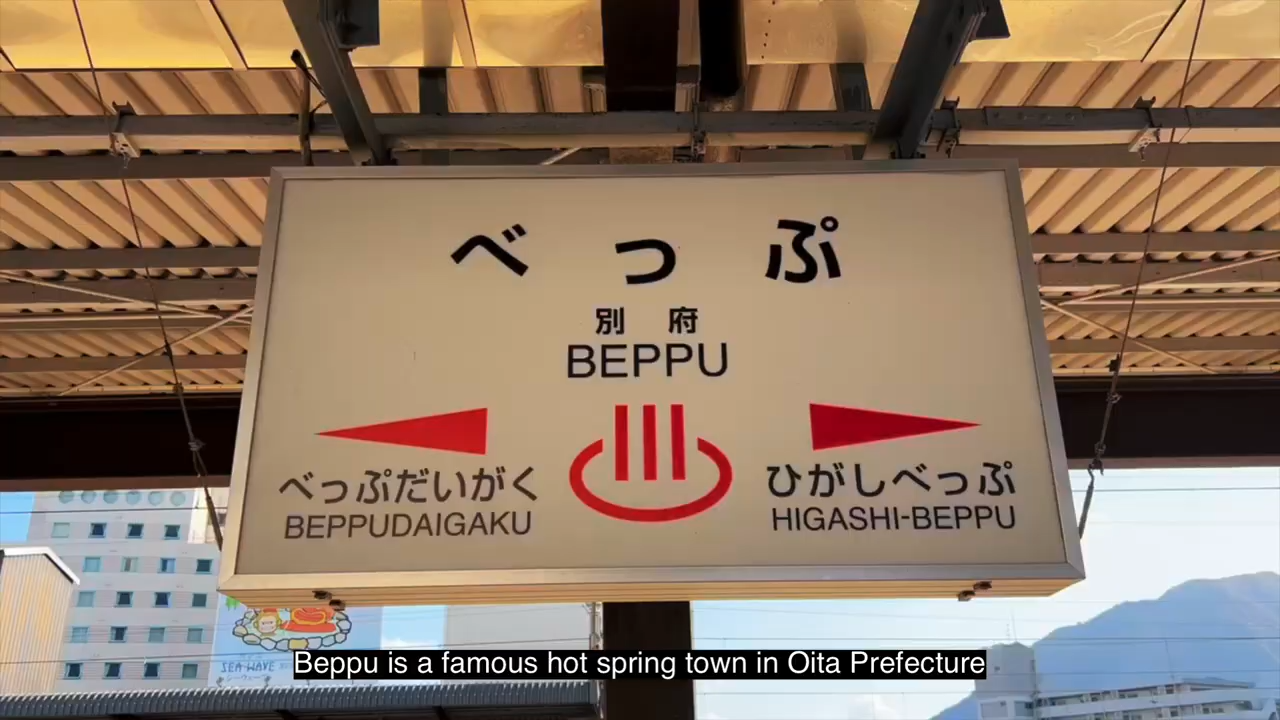 べっぷ
別府
BEPPU
べっぷだいがく
BEPPUDAIGAKU
ひがしべっぷ
HIGASHI-BEPPU
SEA WAVE
Beppu is a famous hot spring town in Oita Prefecture